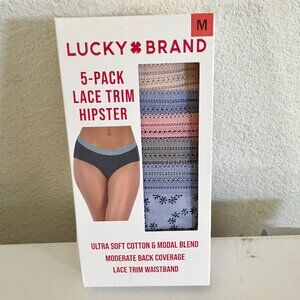 M
LUCKY BRAND
5-PACK
LACE TRIM
HIPSTER
ULTRA SOFT COTTON & MODAL BLEND
MODERATE BACK COVERAGE
LACE TRIM WAISTBAND